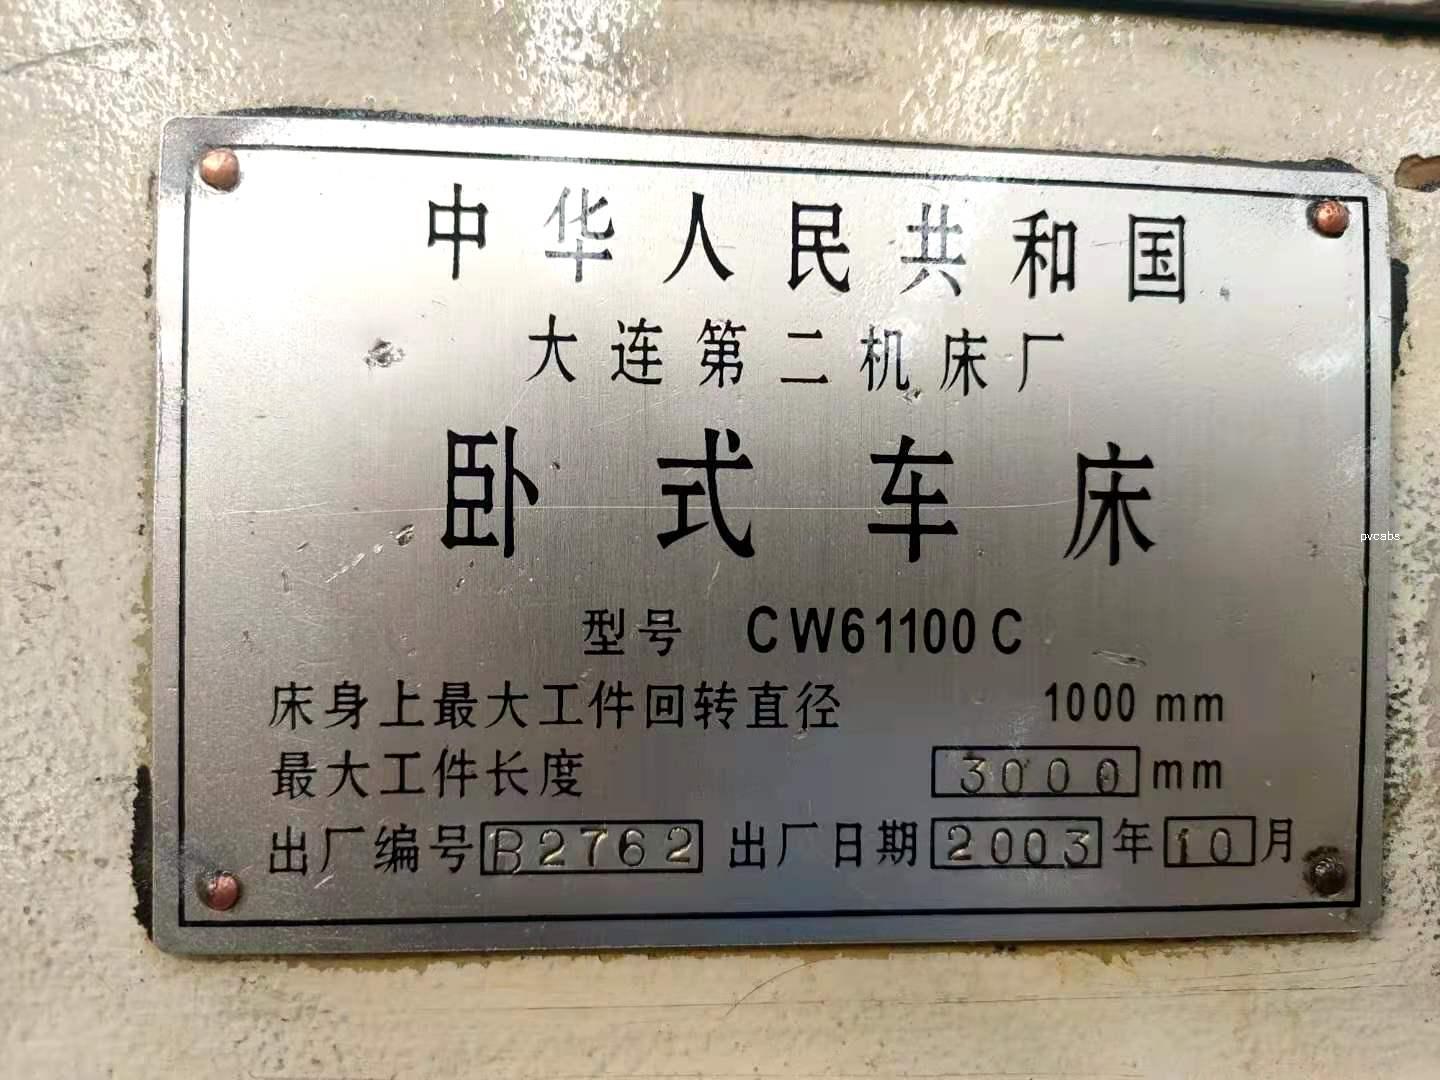 中华人民共和国
大连第二机床厂
卧式车床
型号 CW61100C
床身上最大工件回转直径 1000 mm
最大工件长度 3000 mm
出厂编号 B2762 出厂日期 2003 年 10 月
pvcabs